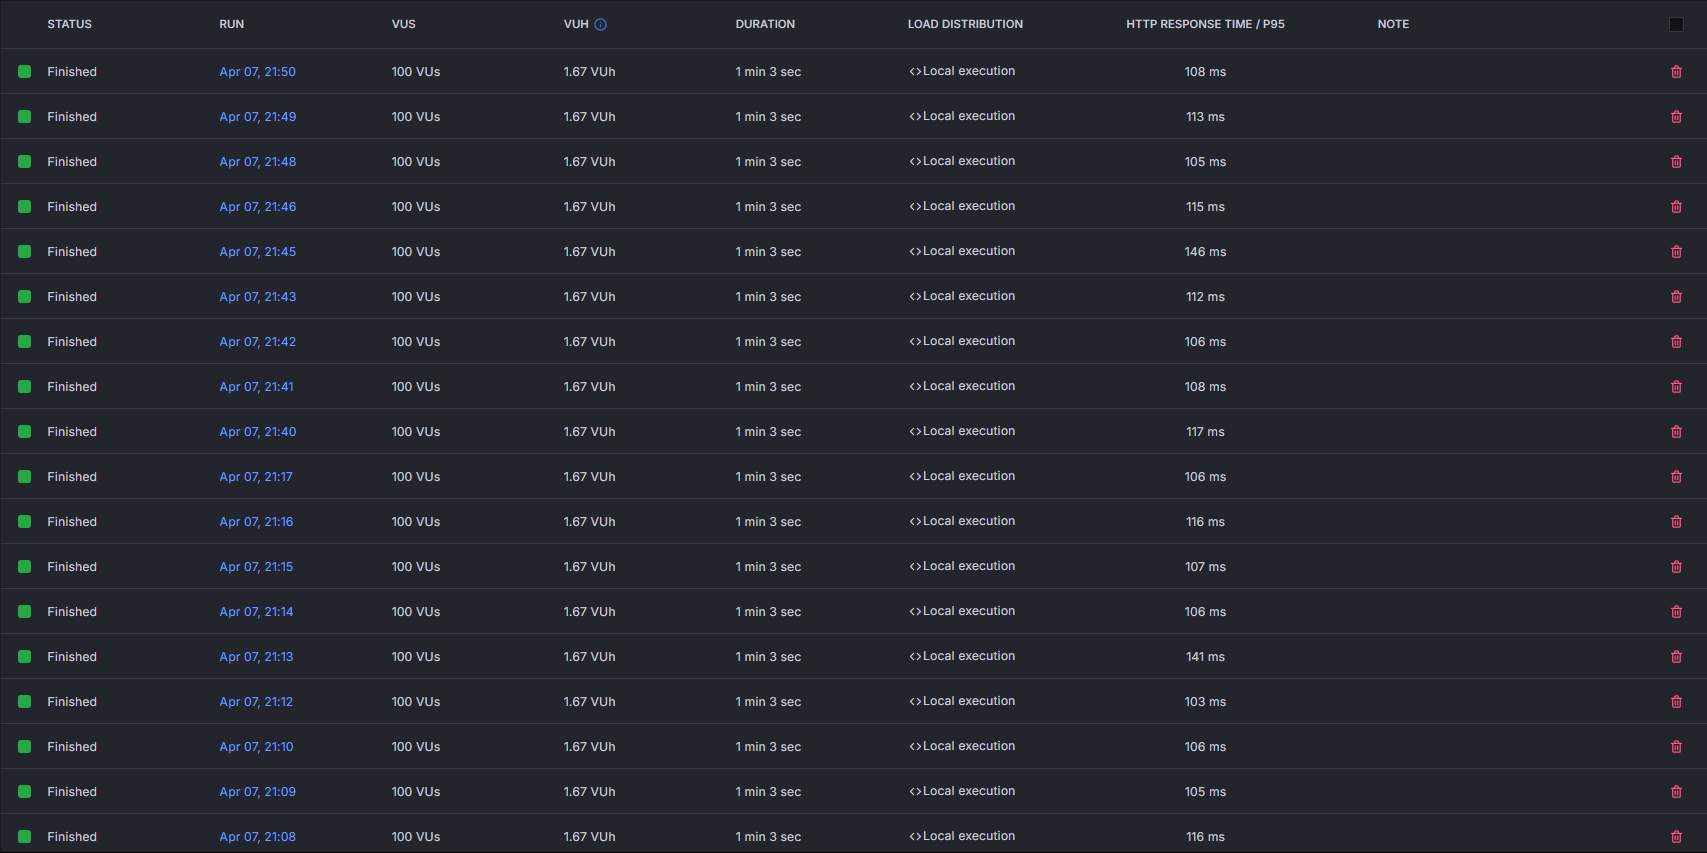 STATUS RUN VUS VUH DURATION LOAD DISTRIBUTION HTTP RESPONSE TIME / P95 NOTE
Finished Apr 07, 21:50 100 VUs 1.67 VUh 1 min 3 sec Local execution 108 ms
Finished Apr 07, 21:49 100 VUs 1.67 VUh 1 min 3 sec Local execution 113 ms
Finished Apr 07, 21:48 100 VUs 1.67 VUh 1 min 3 sec Local execution 105 ms
Finished Apr 07, 21:46 100 VUs 1.67 VUh 1 min 3 sec Local execution 115 ms
Finished Apr 07, 21:45 100 VUs 1.67 VUh 1 min 3 sec Local execution 146 ms
Finished Apr 07, 21:43 100 VUs 1.67 VUh 1 min 3 sec Local execution 112 ms
Finished Apr 07, 21:42 100 VUs 1.67 VUh 1 min 3 sec Local execution 106 ms
Finished Apr 07, 21:41 100 VUs 1.67 VUh 1 min 3 sec Local execution 108 ms
Finished Apr 07, 21:40 100 VUs 1.67 VUh 1 min 3 sec Local execution 117 ms
Finished Apr 07, 21:17 100 VUs 1.67 VUh 1 min 3 sec Local execution 106 ms
Finished Apr 07, 21:16 100 VUs 1.67 VUh 1 min 3 sec Local execution 116 ms
Finished Apr 07, 21:15 100 VUs 1.67 VUh 1 min 3 sec Local execution 107 ms
Finished Apr 07, 21:14 100 VUs 1.67 VUh 1 min 3 sec Local execution 106 ms
Finished Apr 07, 21:13 100 VUs 1.67 VUh 1 min 3 sec Local execution 141 ms
Finished Apr 07, 21:12 100 VUs 1.67 VUh 1 min 3 sec Local execution 103 ms
Finished Apr 07, 21:10 100 VUs 1.67 VUh 1 min 3 sec Local execution 106 ms
Finished Apr 07, 21:09 100 VUs 1.67 VUh 1 min 3 sec Local execution 105 ms
Finished Apr 07, 21:08 100 VUs 1.67 VUh 1 min 3 sec Local execution 116 ms